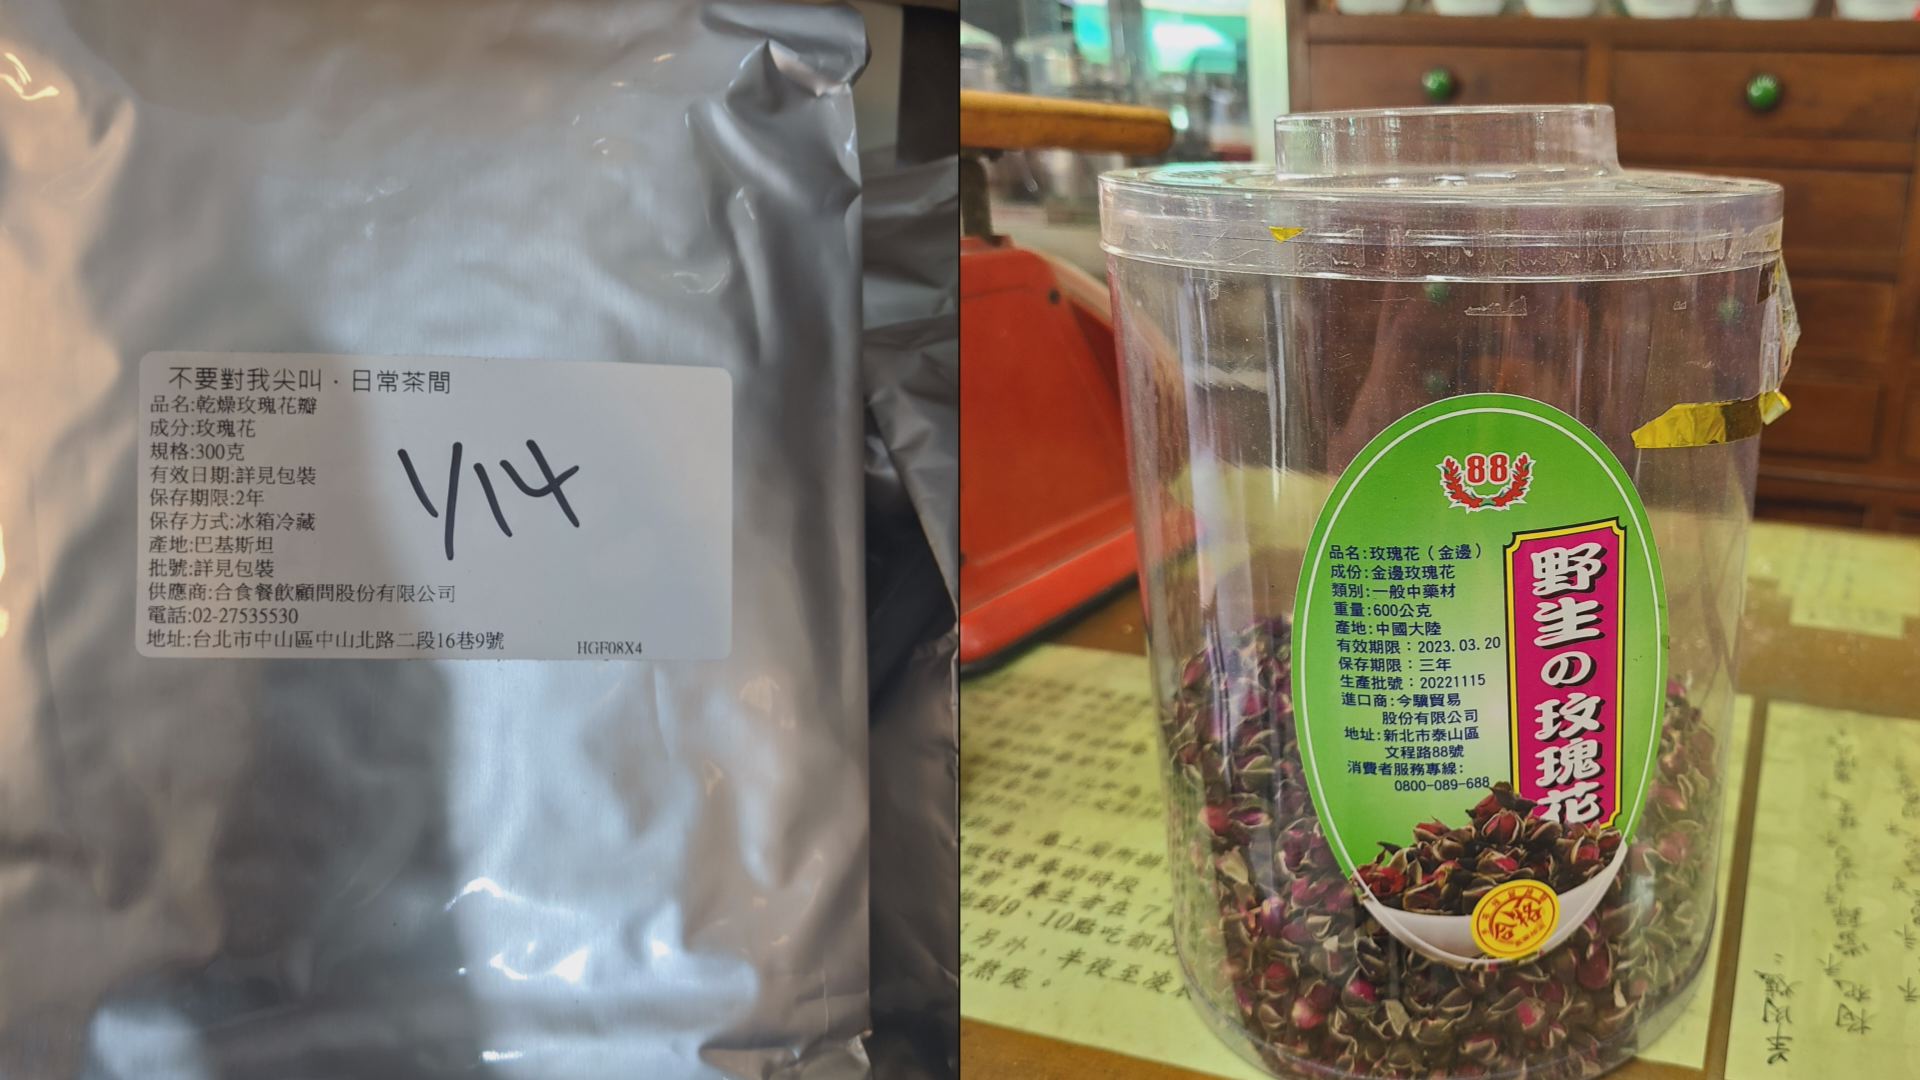 不要對我尖叫．日常茶間
品名:乾燥玫瑰花瓣
成分:玫瑰花
規格:300克
有效日期:詳見包裝
保存期限:2年
保存方式:冰箱冷藏
產地:巴基斯坦
批號:詳見包裝
供應商:合食餐飲顧問股份有限公司
電話:02-27535530
地址:台北市中山區中山北路二段16巷9號
HGF08X4
1/14
88
品名:玫瑰花（金邊）
成份:金邊玫瑰花
類別:一般中藥材
重量:600公克
產地:中國大陸
有效期限：2023.03.20
保存期限：三年
生產批號：20221115
進口商:今驥貿易
股份有限公司
地址:新北市泰山區
文程路88號
消費者服務專線:
0800-089-688
野生の玫瑰花
合格